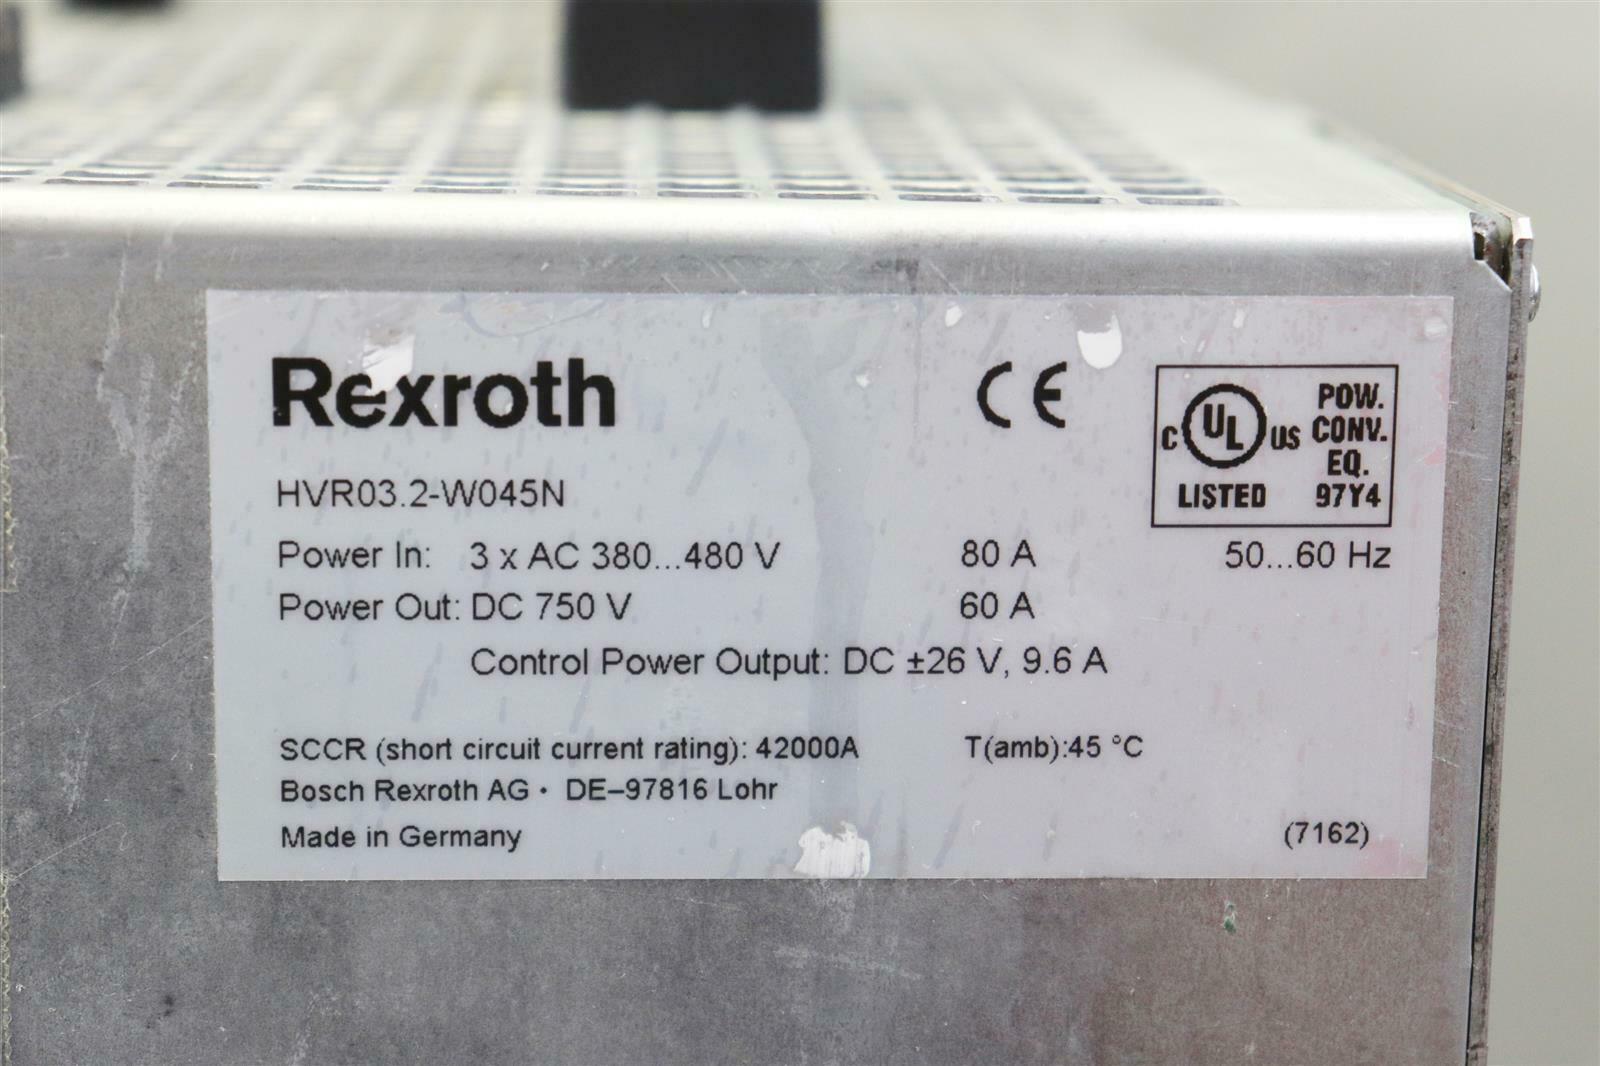 Rexroth
CE
C UL US LISTED
POW.
CONV.
EQ.
97Y4
HVR03.2-W045N
Power In: 3 x AC 380...480 V 80 A 50...60 Hz
Power Out: DC 750 V 60 A
Control Power Output: DC ±26 V, 9.6 A
SCCR (short circuit current rating): 42000A T(amb):45 °C
Bosch Rexroth AG • DE–97816 Lohr
Made in Germany (7162)